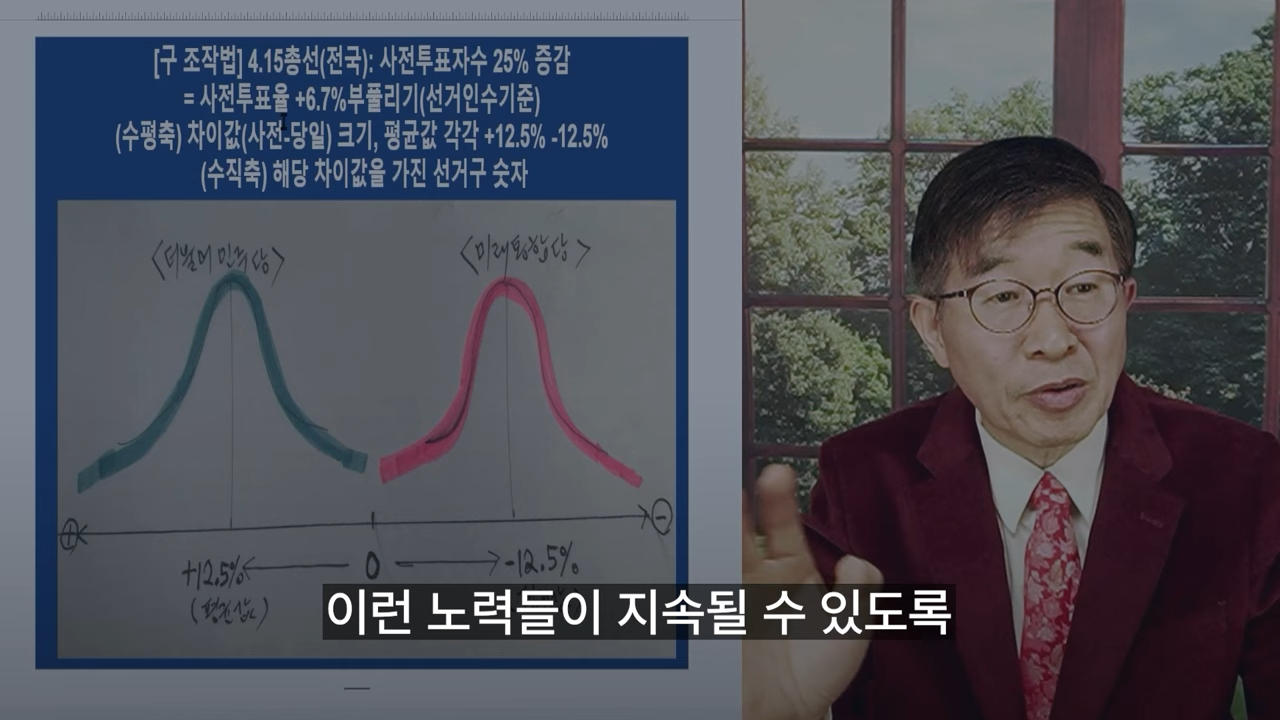 [구 조작법] 4.15총선(전국): 사전투표자수 25% 증감
= 사전투표율 +6.7%부풀리기(선거인수기준)
(수평축) 차이값(사전-당일) 크기, 평균값 각각 +12.5% -12.5%
(수직축) 해당 차이값을 가진 선거구 숫자
<더불어 민주당>
<미래통합당>
+
-
+12.5%
0
-12.5%
(평균값)
이런 노력들이 지속될 수 있도록